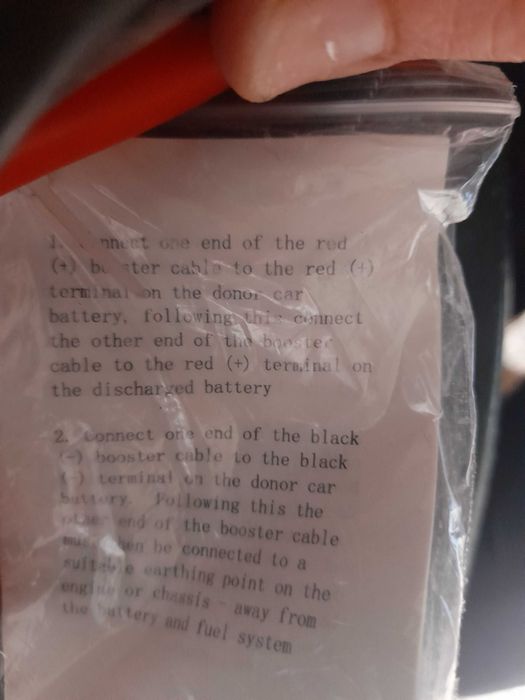 1. Connect one end of the red
(+) booster cable to the red (+)
terminal on the donor car
battery, following this connect
the other end of the booster
cable to the red (+) terminal on
the discharged battery
2. Connect one end of the black
(-) booster cable to the black
(-) terminal on the donor car
battery. Following this the
other end of the booster cable
must then be connected to a
suitable earthing point on the
engine or chassis - away from
the battery and fuel system